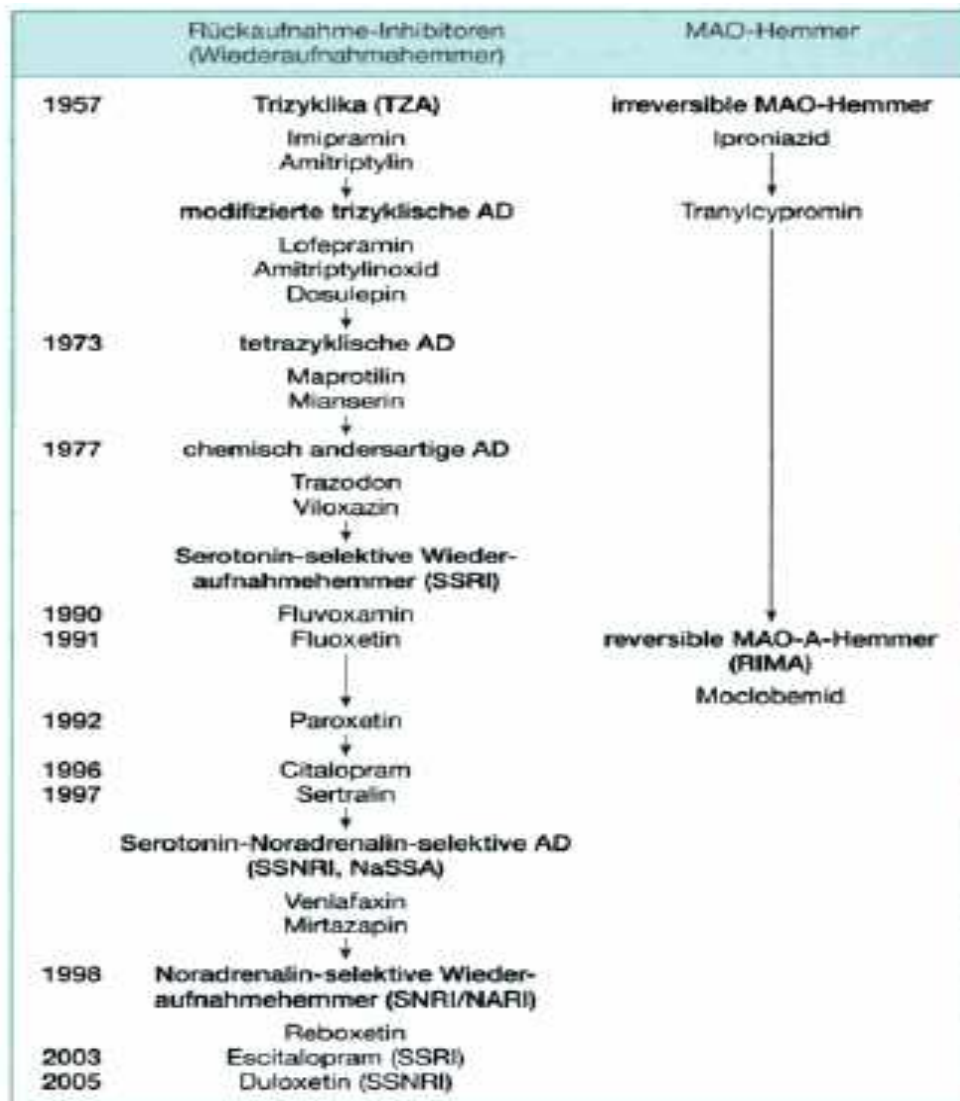 Rückaufnahme-Inhibitoren MAO-Hemmer
(Wiederaufnahmehemmer)
1957 Trizyklika (TZA) irreversible MAO-Hemmer
Imipramin Iproniazid
Amitriptylin
modifizierte trizyklische AD Tranylcypromin
Lofepramin
Amitriptylinoxid
Dosulepin
1973 tetrazyklische AD
Maprotilin
Mianserin
1977 chemisch andersartige AD
Trazodon
Viloxazin
Serotonin-selektive Wieder-
aufnahmehemmer (SSRI)
1990 Fluvoxamin
1991 Fluoxetin reversible MAO-A-Hemmer
(RIMA)
Moclobemid
1992 Paroxetin
1996 Citalopram
1997 Sertralin
Serotonin-Noradrenalin-selektive AD
(SSNRI, NaSSA)
Venlafaxin
Mirtazapin
1998 Noradrenalin-selektive Wieder-
aufnahmehemmer (SNRI/NARI)
Reboxetin
2003 Escitalopram (SSRI)
2005 Duloxetin (SSNRI)